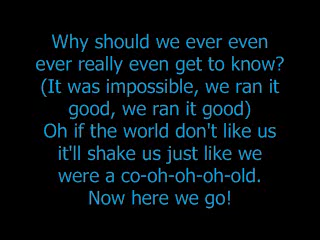 Why should we ever even
ever really even get to know?
(It was impossible, we ran it
good, we ran it good)
Oh if the world don't like us
it'll shake us just like we
were a co-oh-oh-oh-old.
Now here we go!